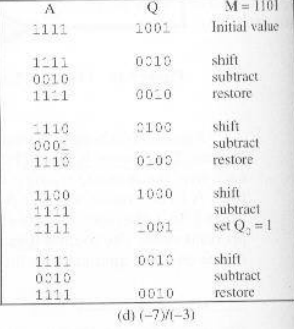 A Q M = 1101
1111 1001 Initial value
1111 0010 shift
0010 subtract
1111 0010 restore
1110 0100 shift
0001 subtract
1110 0100 restore
1100 1000 shift
1111 subtract
1111 1001 set Q₀ = 1
1111 0010 shift
0010 subtract
1111 0010 restore
(d) (−7)/(−3)